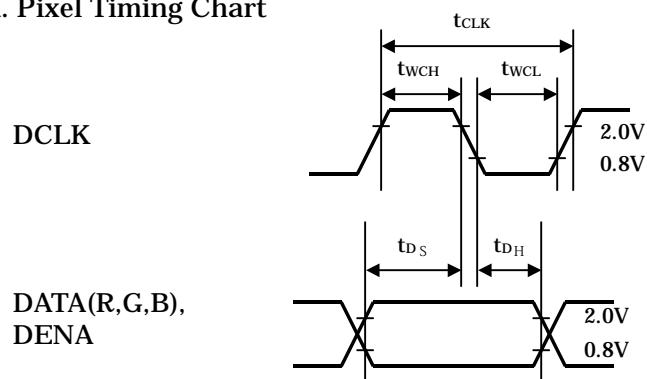 . Pixel Timing Chart
tCLK
tWCH tWCL
DCLK
2.0V
0.8V
tDS tDH
DATA(R,G,B),
DENA
2.0V
0.8V